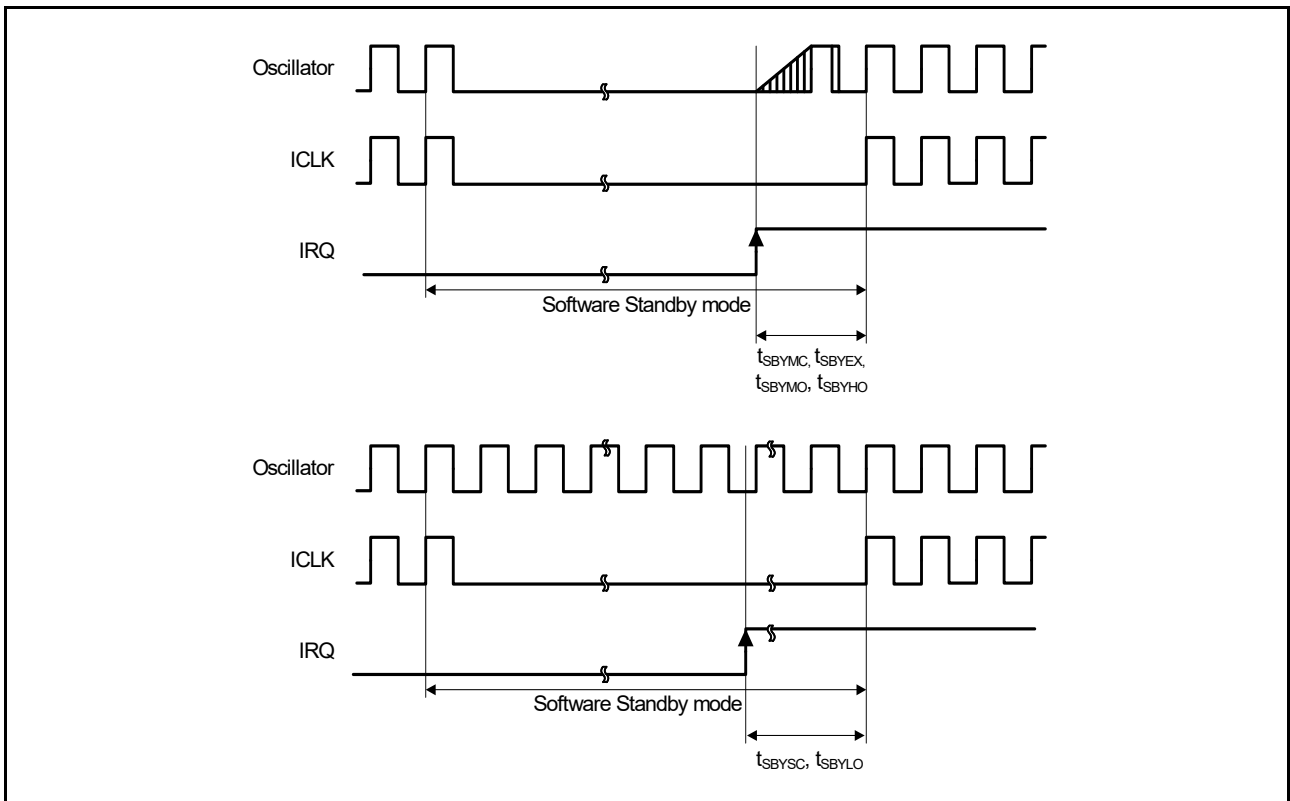 Oscillator
ICLK
IRQ
Software Standby mode
tSBYMC, tSBYEX,
tSBYMO, tSBYHO
Oscillator
ICLK
IRQ
Software Standby mode
tSBYSC, tSBYLO